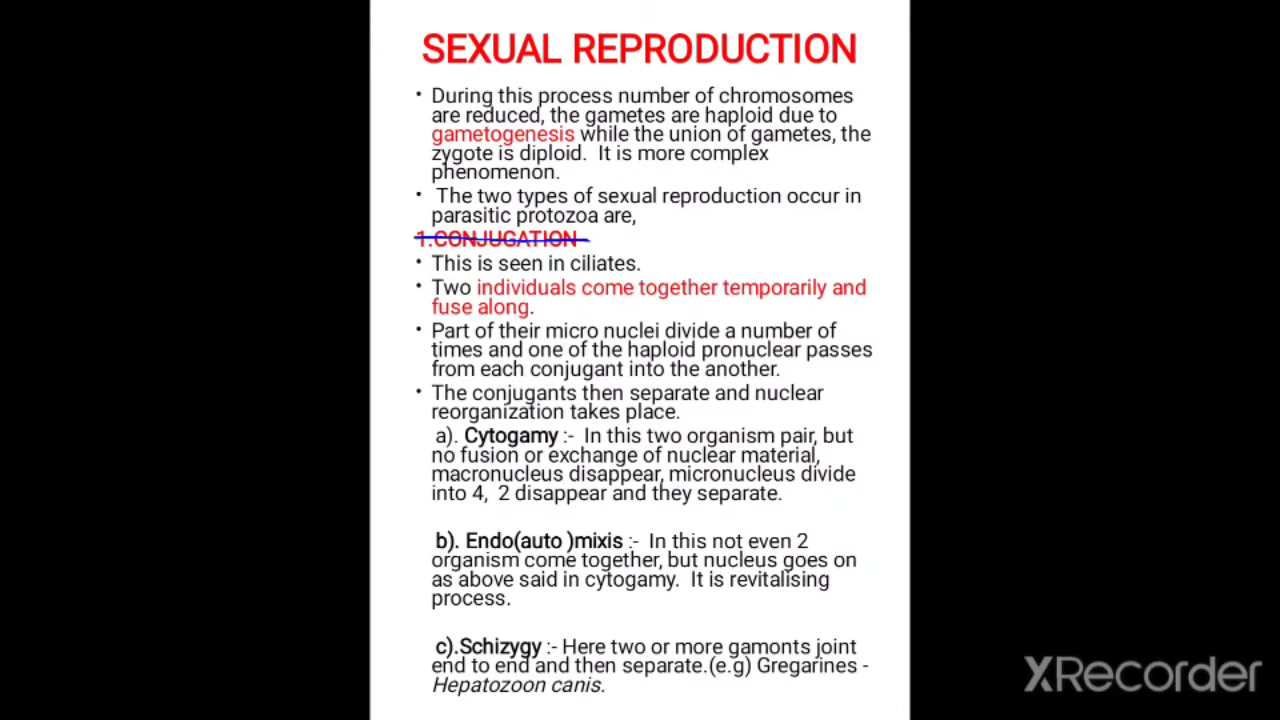 SEXUAL REPRODUCTION
• During this process number of chromosomes
are reduced, the gametes are haploid due to
gametogenesis while the union of gametes, the
zygote is diploid. It is more complex
phenomenon.
• The two types of sexual reproduction occur in
parasitic protozoa are,
1.CONJUGATION
• This is seen in ciliates.
• Two individuals come together temporarily and
fuse along.
• Part of their micro nuclei divide a number of
times and one of the haploid pronuclear passes
from each conjugant into the another.
• The conjugants then separate and nuclear
reorganization takes place.
a). Cytogamy :- In this two organism pair, but
no fusion or exchange of nuclear material,
macronucleus disappear, micronucleus divide
into 4, 2 disappear and they separate.
b). Endo(auto )mixis :- In this not even 2
organism come together, but nucleus goes on
as above said in cytogamy. It is revitalising
process.
c).Schizygy :- Here two or more gamonts joint
end to end and then separate.(e.g) Gregarines -
Hepatozoon canis.
XRecorder